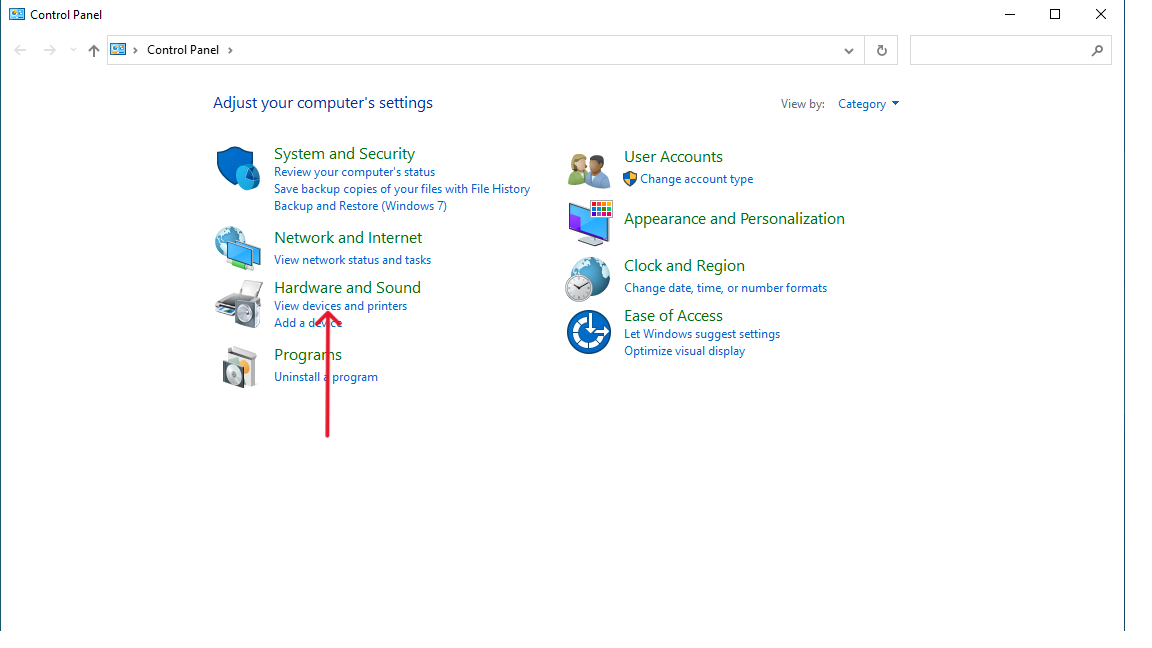 Control Panel
Control Panel
Adjust your computer's settings
View by: Category
System and Security
Review your computer's status
Save backup copies of your files with File History
Backup and Restore (Windows 7)
Network and Internet
View network status and tasks
Hardware and Sound
View devices and printers
Add a device
Programs
Uninstall a program
User Accounts
Change account type
Appearance and Personalization
Clock and Region
Change date, time, or number formats
Ease of Access
Let Windows suggest settings
Optimize visual display